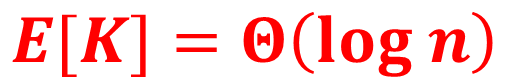 E[K] = Θ(log n)